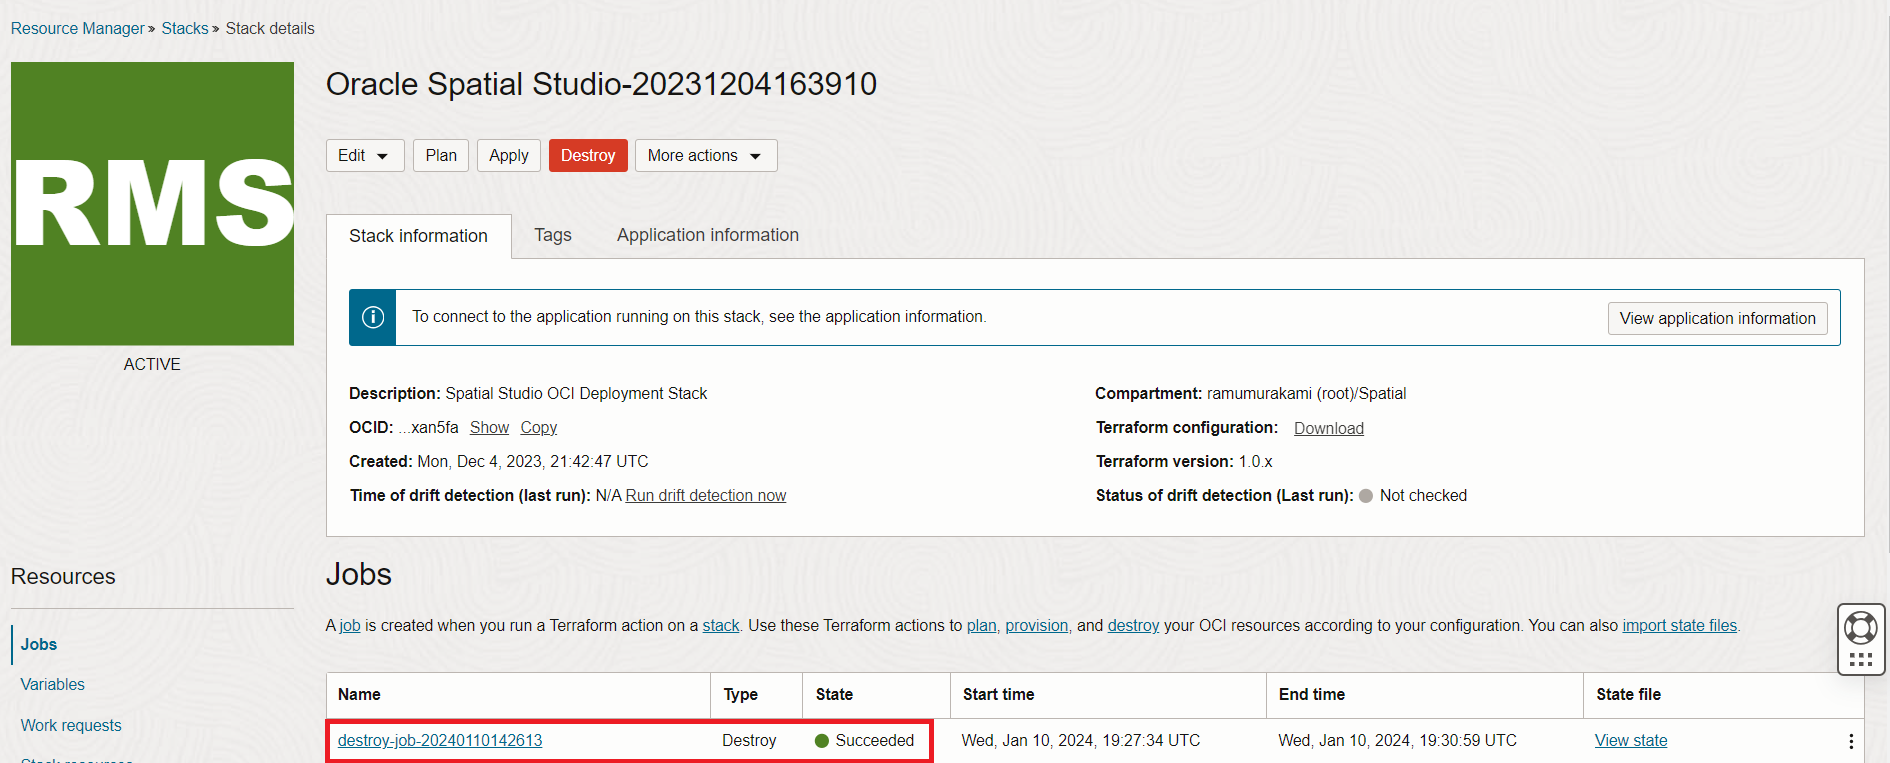 Resource Manager » Stacks » Stack details
RMS
ACTIVE
Oracle Spatial Studio-20231204163910
Edit Plan Apply Destroy More actions
Stack information Tags Application information
To connect to the application running on this stack, see the application information. View application information
Description: Spatial Studio OCI Deployment Stack Compartment: ramumurakami (root)/Spatial
OCID: ...xan5fa Show Copy Terraform configuration: Download
Created: Mon, Dec 4, 2023, 21:42:47 UTC Terraform version: 1.0.x
Time of drift detection (last run): N/A Run drift detection now Status of drift detection (Last run): Not checked
Resources
Jobs
Variables
Work requests
Stack resources
Jobs
A job is created when you run a Terraform action on a stack. Use these Terraform actions to plan, provision, and destroy your OCI resources according to your configuration. You can also import state files.
Name Type State Start time End time State file
destroy-job-20240110142613 Destroy Succeeded Wed, Jan 10, 2024, 19:27:34 UTC Wed, Jan 10, 2024, 19:30:59 UTC View state